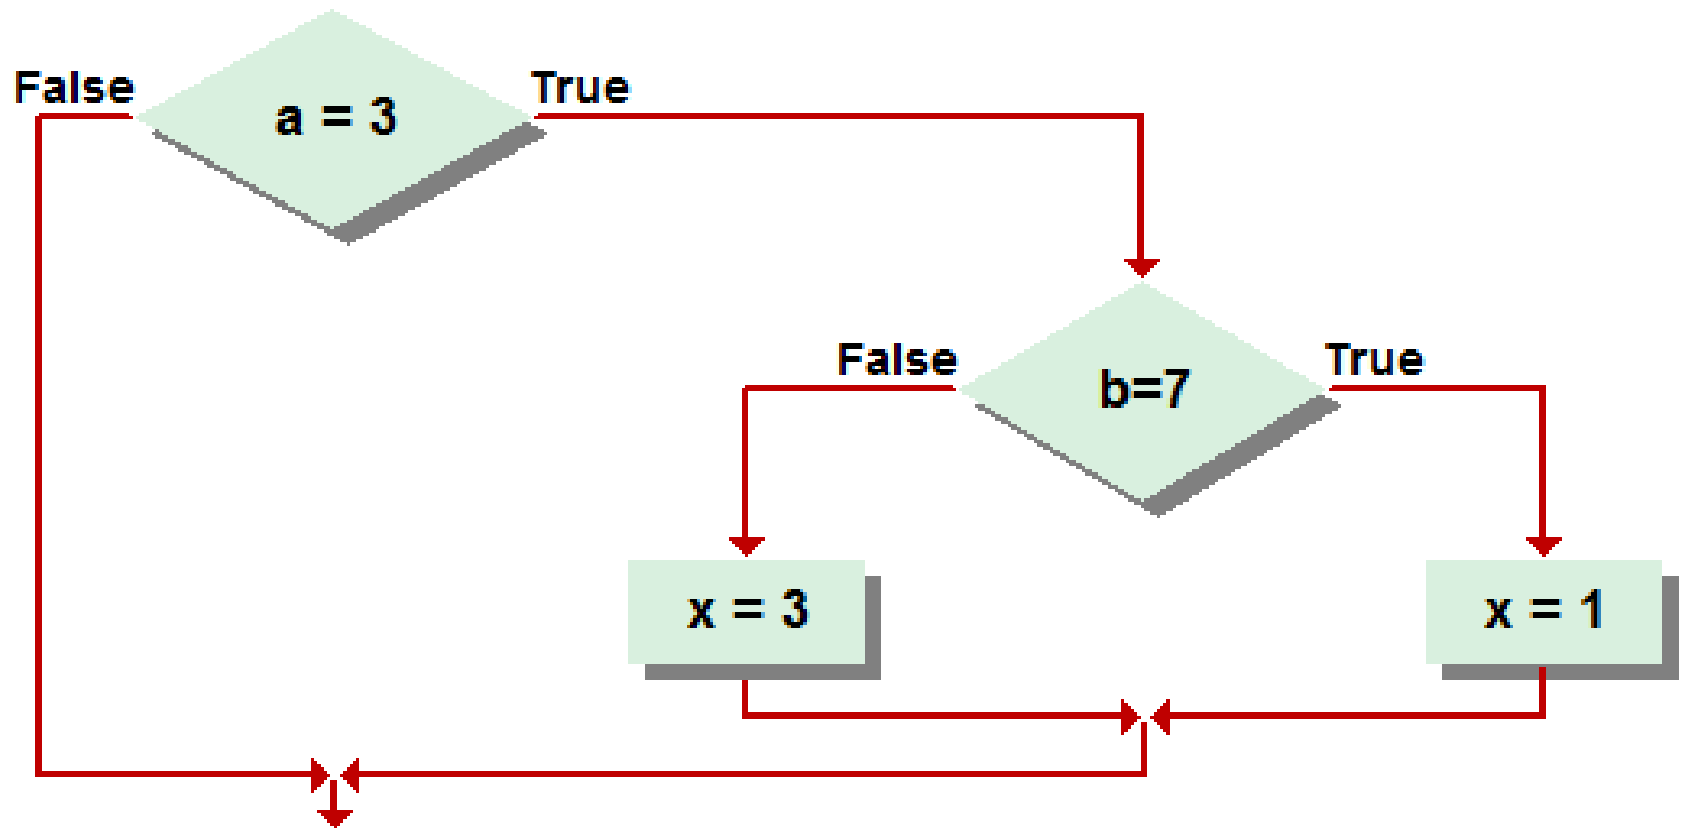 False
True
a = 3
False
True
b=7
x = 3
x = 1